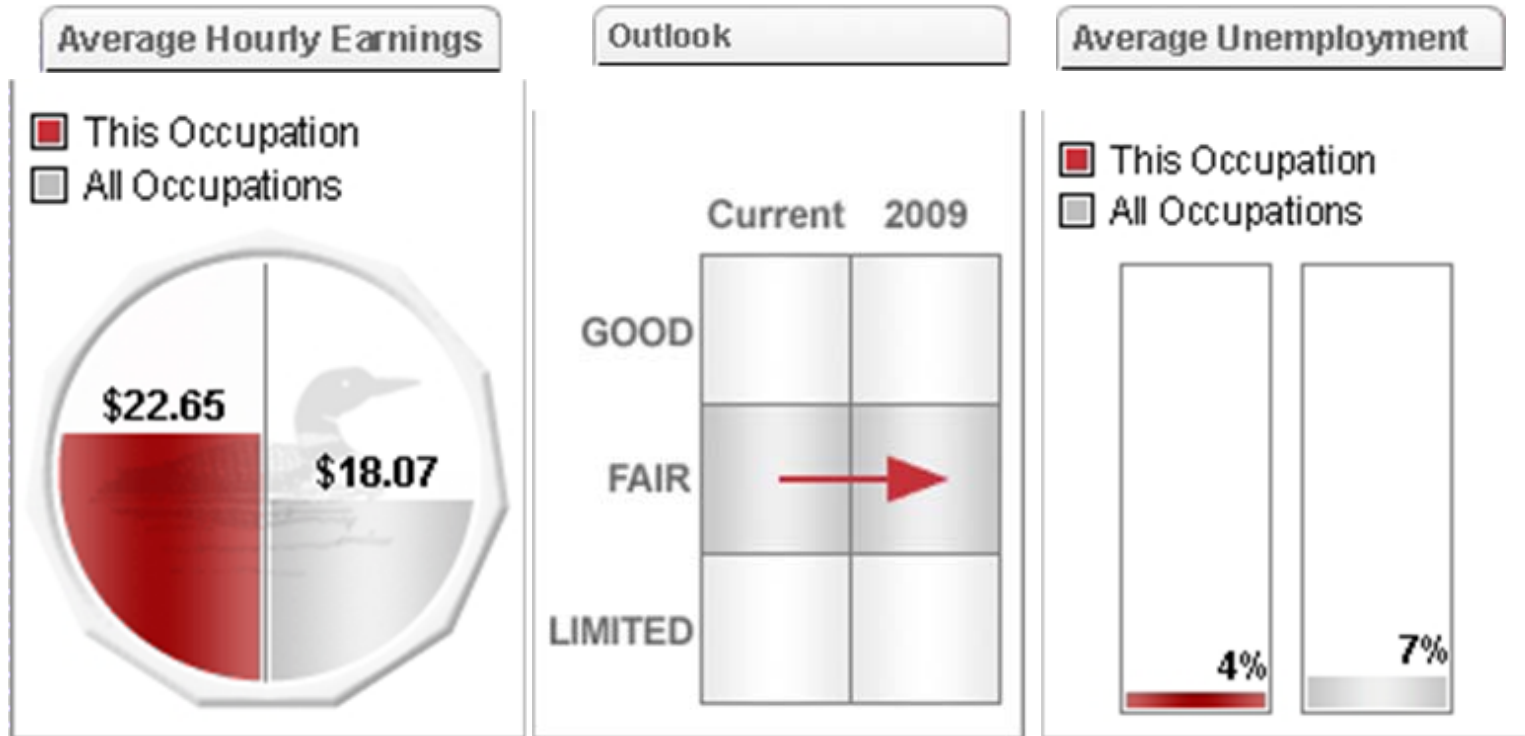 Average Hourly Earnings
This Occupation
All Occupations
$22.65
$18.07
Outlook
Current 2009
GOOD
FAIR
LIMITED
Average Unemployment
This Occupation
All Occupations
4%
7%